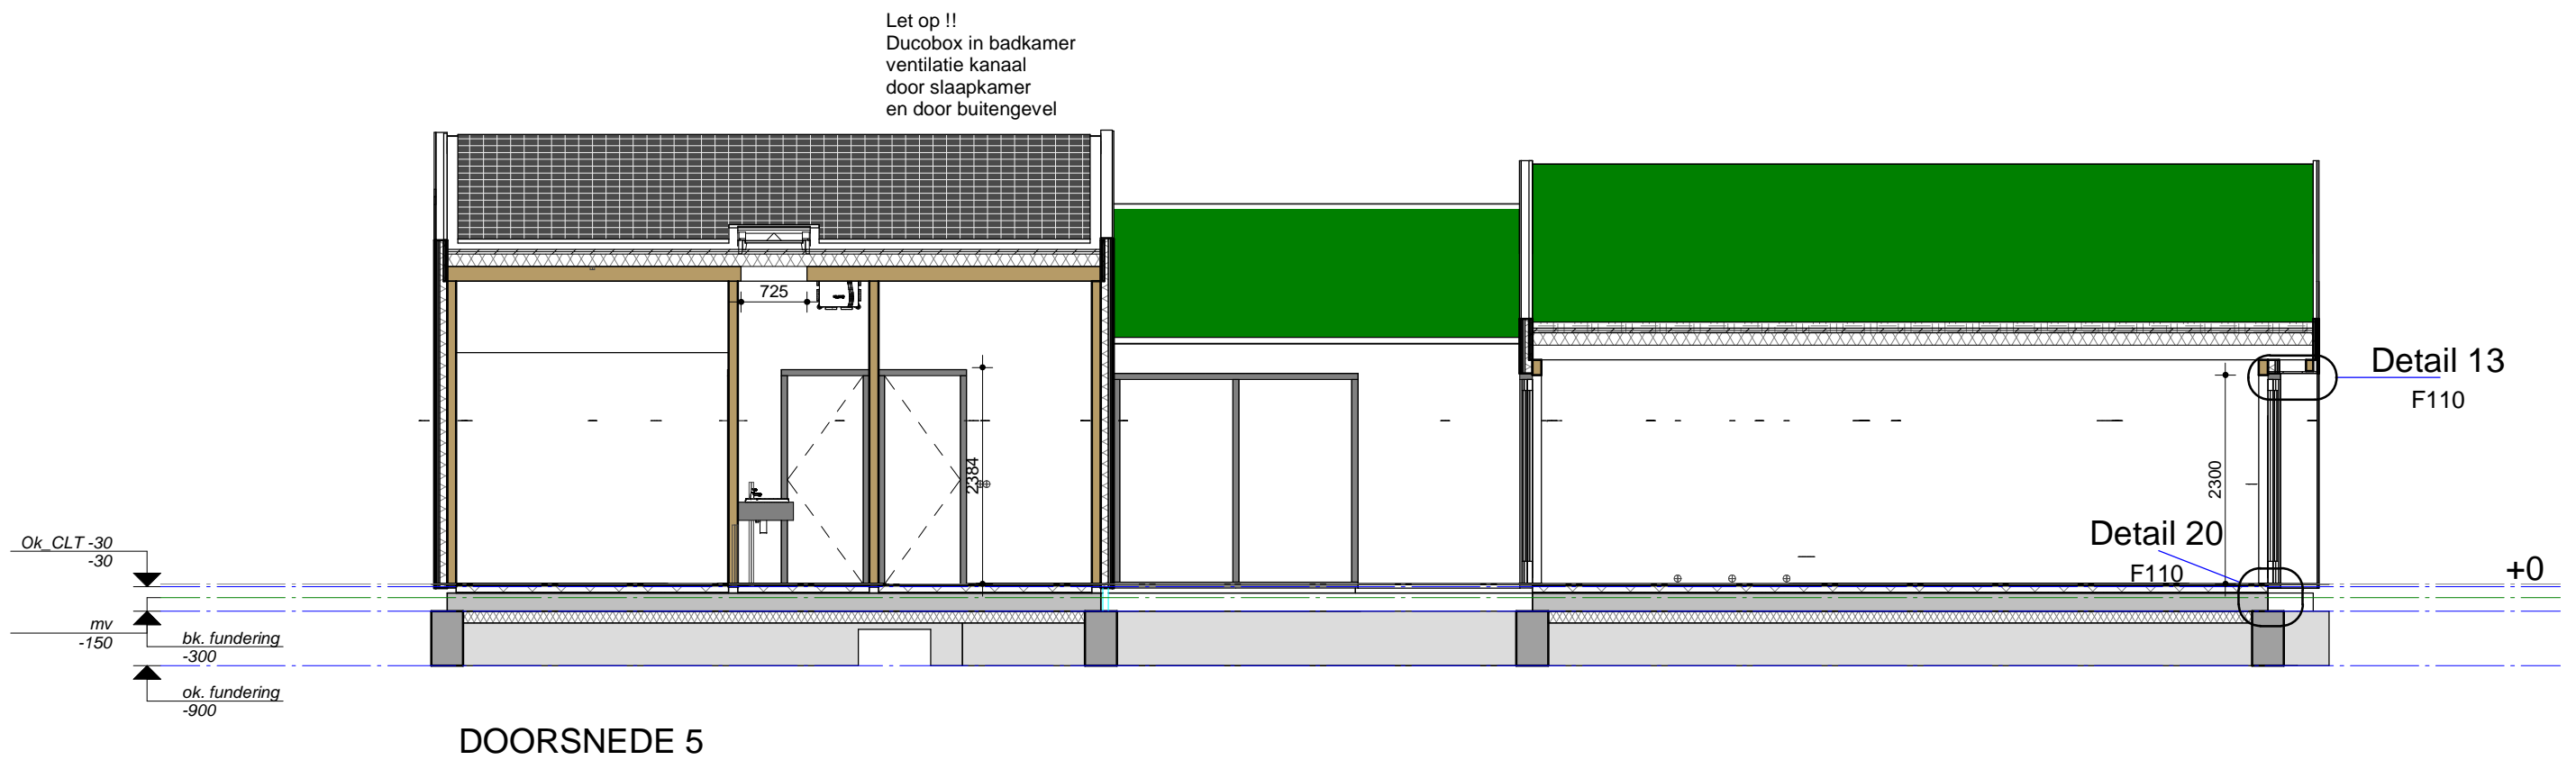 Let op !!
Ducobox in badkamer
ventilatie kanaal
door slaapkamer
en door buitengevel
725
2384
2300
Detail 13
F110
Detail 20
F110
+0
Ok_CLT -30
-30
mv
-150
bk. fundering
-300
ok. fundering
-900
DOORSNEDE 5